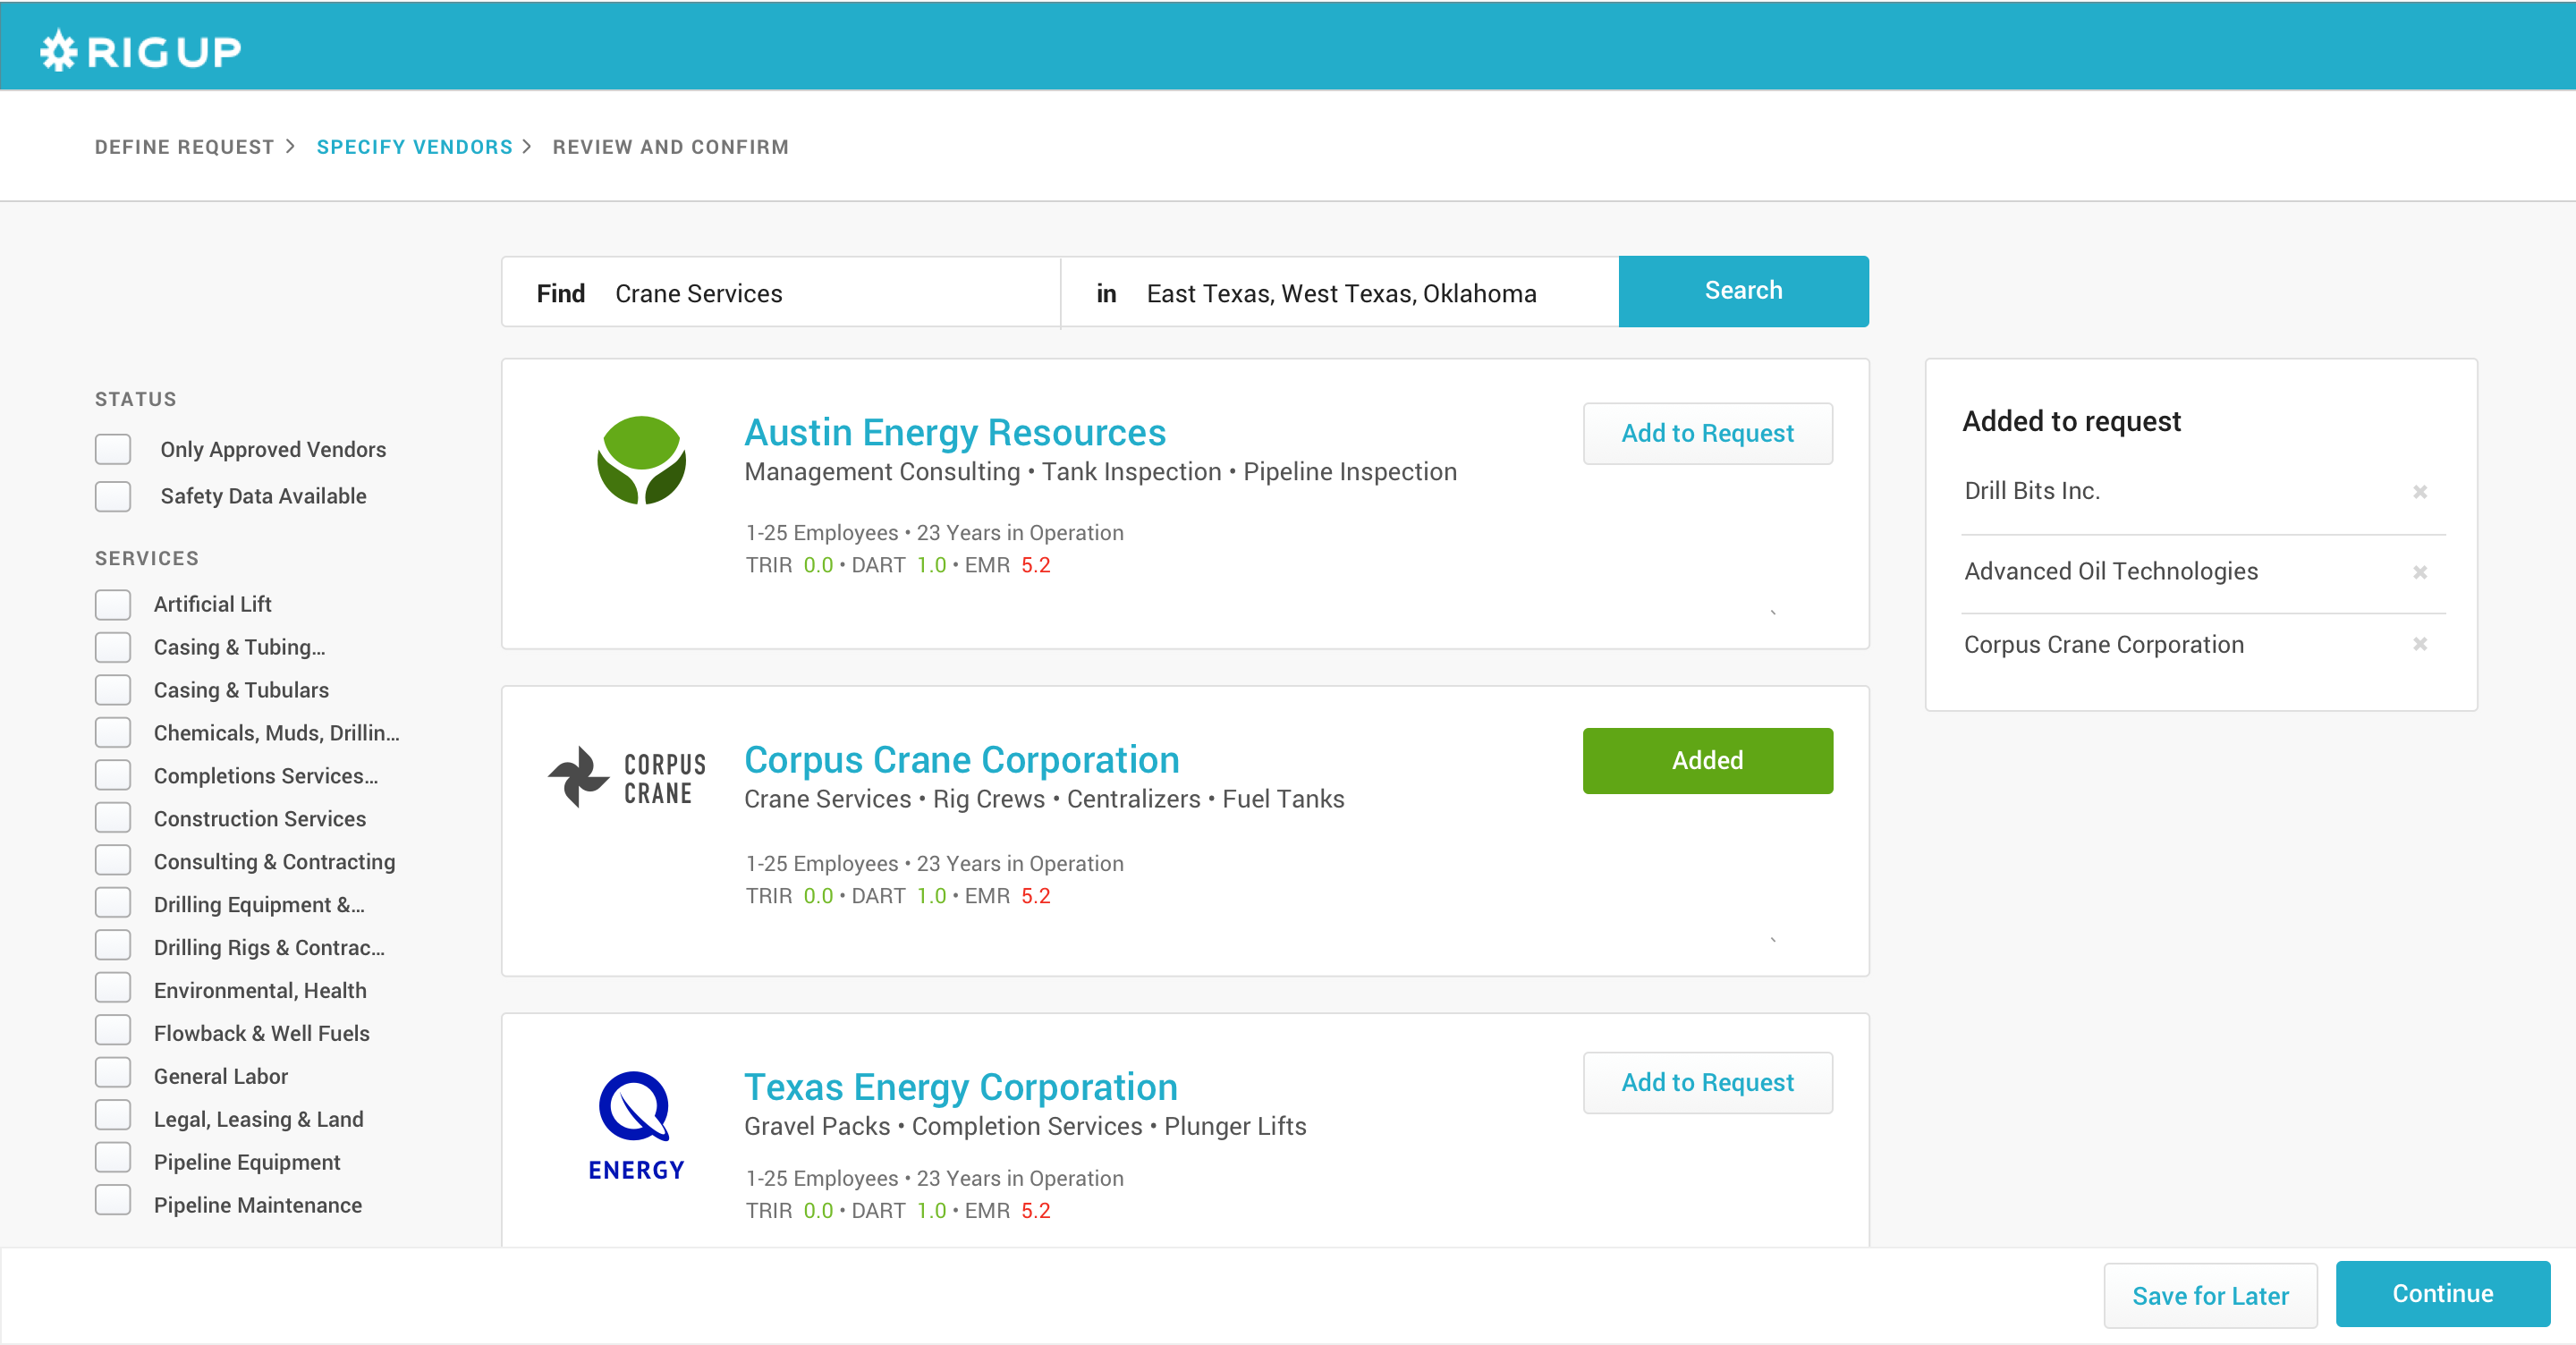 RIGUP
DEFINE REQUEST > SPECIFY VENDORS > REVIEW AND CONFIRM
Find Crane Services in East Texas, West Texas, Oklahoma Search
STATUS
Only Approved Vendors
Safety Data Available
SERVICES
Artificial Lift
Casing & Tubing...
Casing & Tubulars
Chemicals, Muds, Drillin...
Completions Services...
Construction Services
Consulting & Contracting
Drilling Equipment &...
Drilling Rigs & Contrac...
Environmental, Health
Flowback & Well Fuels
General Labor
Legal, Leasing & Land
Pipeline Equipment
Pipeline Maintenance
Austin Energy Resources
Add to Request
Management Consulting • Tank Inspection • Pipeline Inspection
1-25 Employees • 23 Years in Operation
TRIR 0.0 • DART 1.0 • EMR 5.2
`
CORPUS
CRANE
Corpus Crane Corporation
Added
Crane Services • Rig Crews • Centralizers • Fuel Tanks
1-25 Employees • 23 Years in Operation
TRIR 0.0 • DART 1.0 • EMR 5.2
`
ENERGY
Texas Energy Corporation
Add to Request
Gravel Packs • Completion Services • Plunger Lifts
1-25 Employees • 23 Years in Operation
TRIR 0.0 • DART 1.0 • EMR 5.2
Added to request
Drill Bits Inc. ×
Advanced Oil Technologies ×
Corpus Crane Corporation ×
Save for Later
Continue